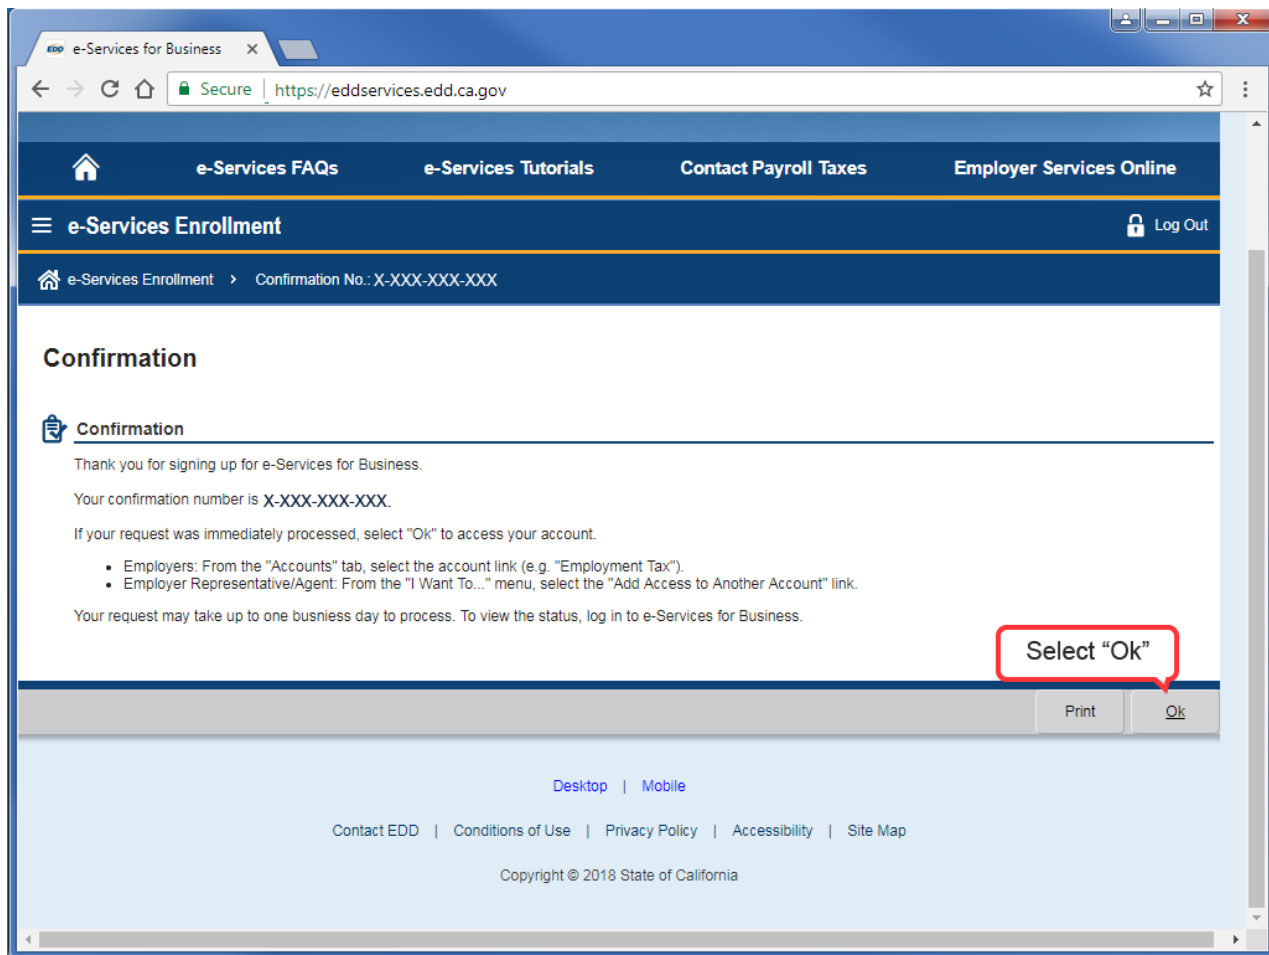 EDD e-Services for Business
Secure | https://eddservices.edd.ca.gov
e-Services FAQs e-Services Tutorials Contact Payroll Taxes Employer Services Online
e-Services Enrollment Log Out
e-Services Enrollment > Confirmation No.: X-XXX-XXX-XXX
Confirmation
Confirmation
Thank you for signing up for e-Services for Business.
Your confirmation number is X-XXX-XXX-XXX.
If your request was immediately processed, select "Ok" to access your account.
• Employers: From the "Accounts" tab, select the account link (e.g. "Employment Tax").
• Employer Representative/Agent: From the "I Want To..." menu, select the "Add Access to Another Account" link.
Your request may take up to one busniess day to process. To view the status, log in to e-Services for Business.
Select “Ok”
Print Ok
Desktop | Mobile
Contact EDD | Conditions of Use | Privacy Policy | Accessibility | Site Map
Copyright © 2018 State of California